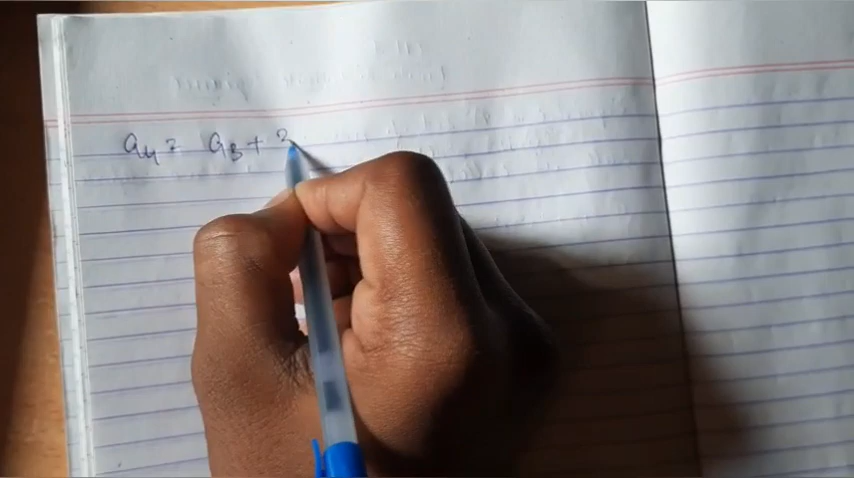 a₄ = a₃ + 2